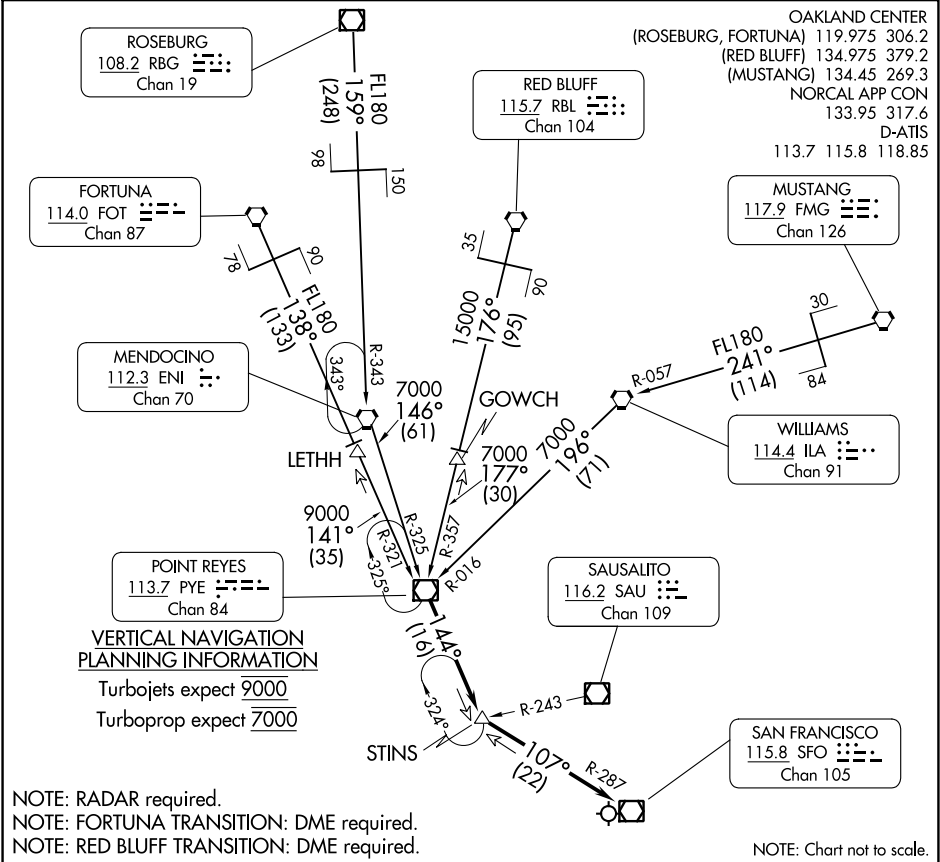 OAKLAND CENTER
(ROSEBURG, FORTUNA) 119.975 306.2
(RED BLUFF) 134.975 379.2
(MUSTANG) 134.45 269.3
NORCAL APP CON
133.95 317.6
D-ATIS
113.7 115.8 118.85
ROSEBURG
108.2 RBG
Chan 19
FL180
159°
(248)
98
150
RED BLUFF
115.7 RBL
Chan 104
FORTUNA
114.0 FOT
Chan 87
MUSTANG
117.9 FMG
Chan 126
78
90
FL180
138°
(133)
35
90
15000
176°
(95)
30
84
FL180
241°
(114)
R-057
MENDOCINO
112.3 ENI
Chan 70
R-343
343°
7000
146°
(61)
GOWCH
LETHH
7000
177°
(30)
7000
196°
(71)
WILLIAMS
114.4 ILA
Chan 91
9000
141°
(35)
R-321
R-325
325°
R-357
R-016
POINT REYES
113.7 PYE
Chan 84
SAUSALITO
116.2 SAU
Chan 109
144°
(16)
VERTICAL NAVIGATION
PLANNING INFORMATION
Turbojets expect 9000
Turboprop expect 7000
324°
R-243
STINS
107°
(22)
R-287
SAN FRANCISCO
115.8 SFO
Chan 105
NOTE: RADAR required.
NOTE: FORTUNA TRANSITION: DME required.
NOTE: RED BLUFF TRANSITION: DME required.
NOTE: Chart not to scale.